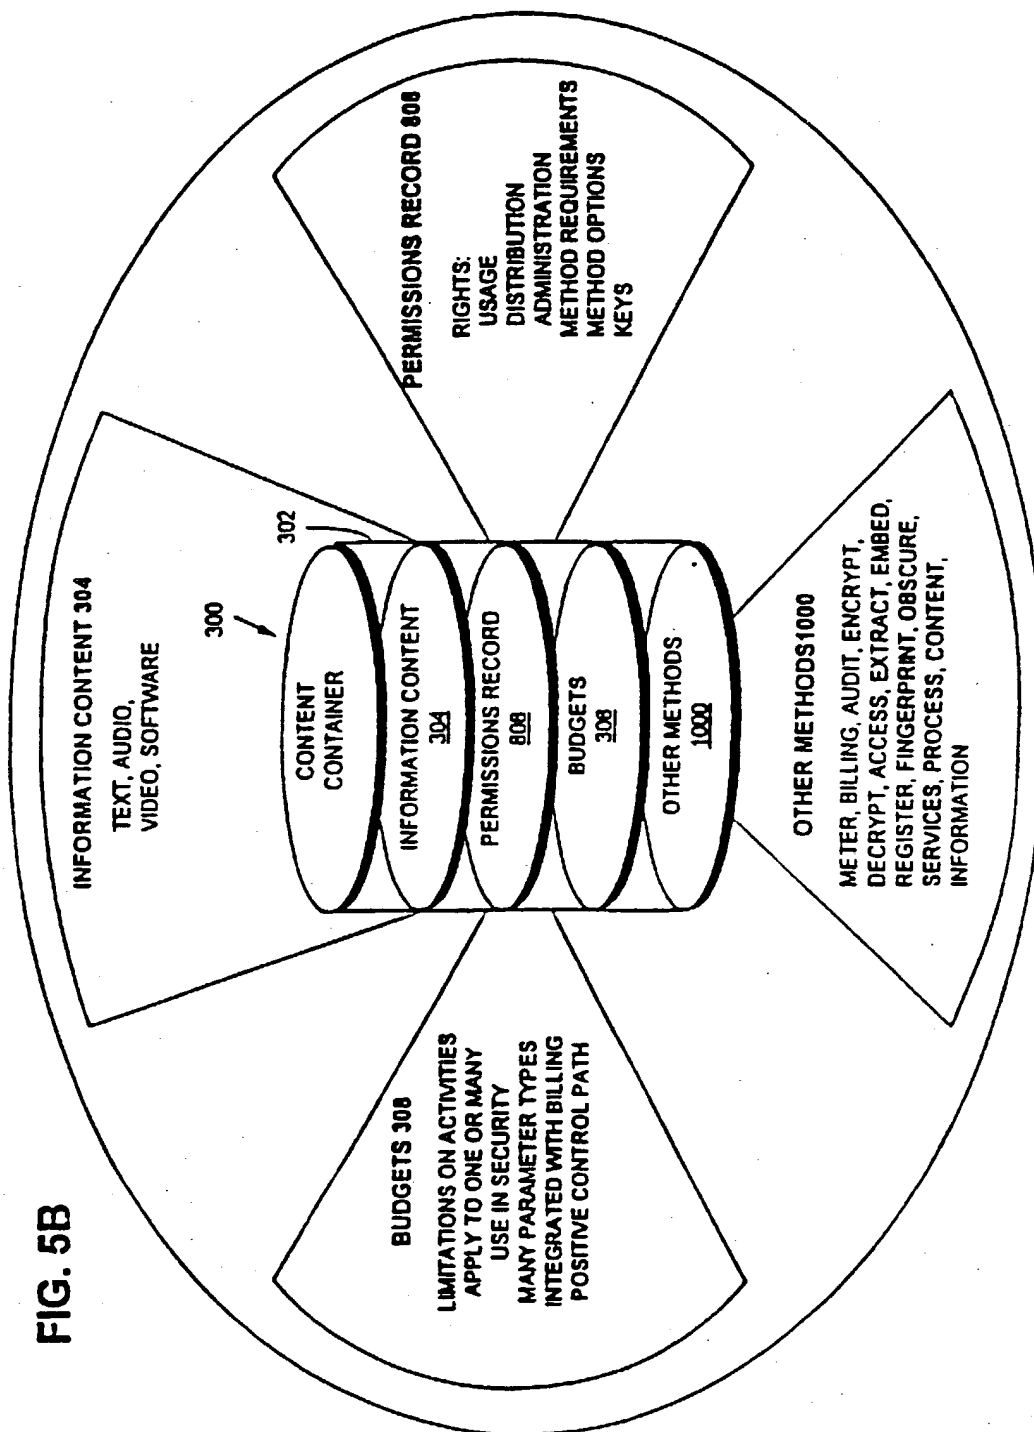 FIG. 5B
INFORMATION CONTENT 304
TEXT, AUDIO,
VIDEO, SOFTWARE
300
302
CONTENT
CONTAINER
INFORMATION CONTENT
304
PERMISSIONS RECORD
808
BUDGETS
308
OTHER METHODS
1000
BUDGETS 308
LIMITATIONS ON ACTIVITIES
APPLY TO ONE OR MANY
USE IN SECURITY
MANY PARAMETER TYPES
INTEGRATED WITH BILLING
POSITIVE CONTROL PATH
PERMISSIONS RECORD 808
RIGHTS:
USAGE
DISTRIBUTION
ADMINISTRATION
METHOD REQUIREMENTS
METHOD OPTIONS
KEYS
OTHER METHODS1000
METER, BILLING, AUDIT, ENCRYPT,
DECRYPT, ACCESS, EXTRACT, EMBED,
REGISTER, FINGERPRINT, OBSCURE,
SERVICES, PROCESS, CONTENT,
INFORMATION